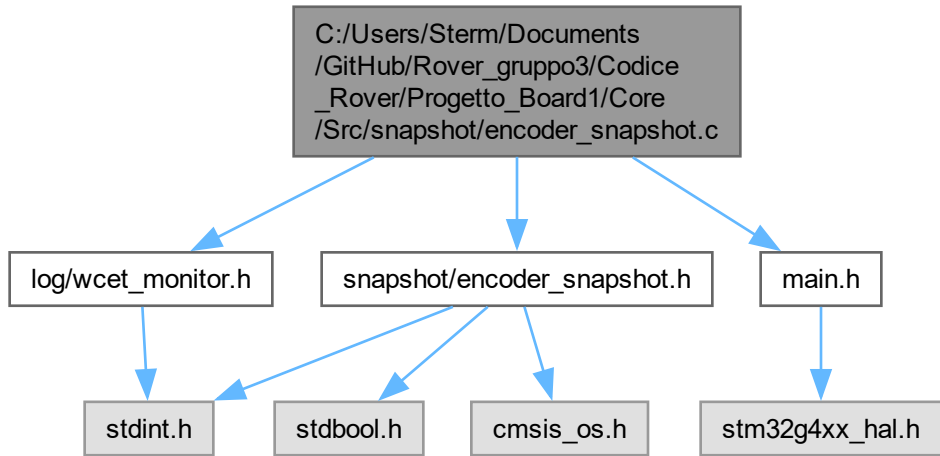 C:/Users/Sterm/Documents
/GitHub/Rover_gruppo3/Codice
_Rover/Progetto_Board1/Core
/Src/snapshot/encoder_snapshot.c
log/wcet_monitor.h
snapshot/encoder_snapshot.h
main.h
stdint.h
stdbool.h
cmsis_os.h
stm32g4xx_hal.h